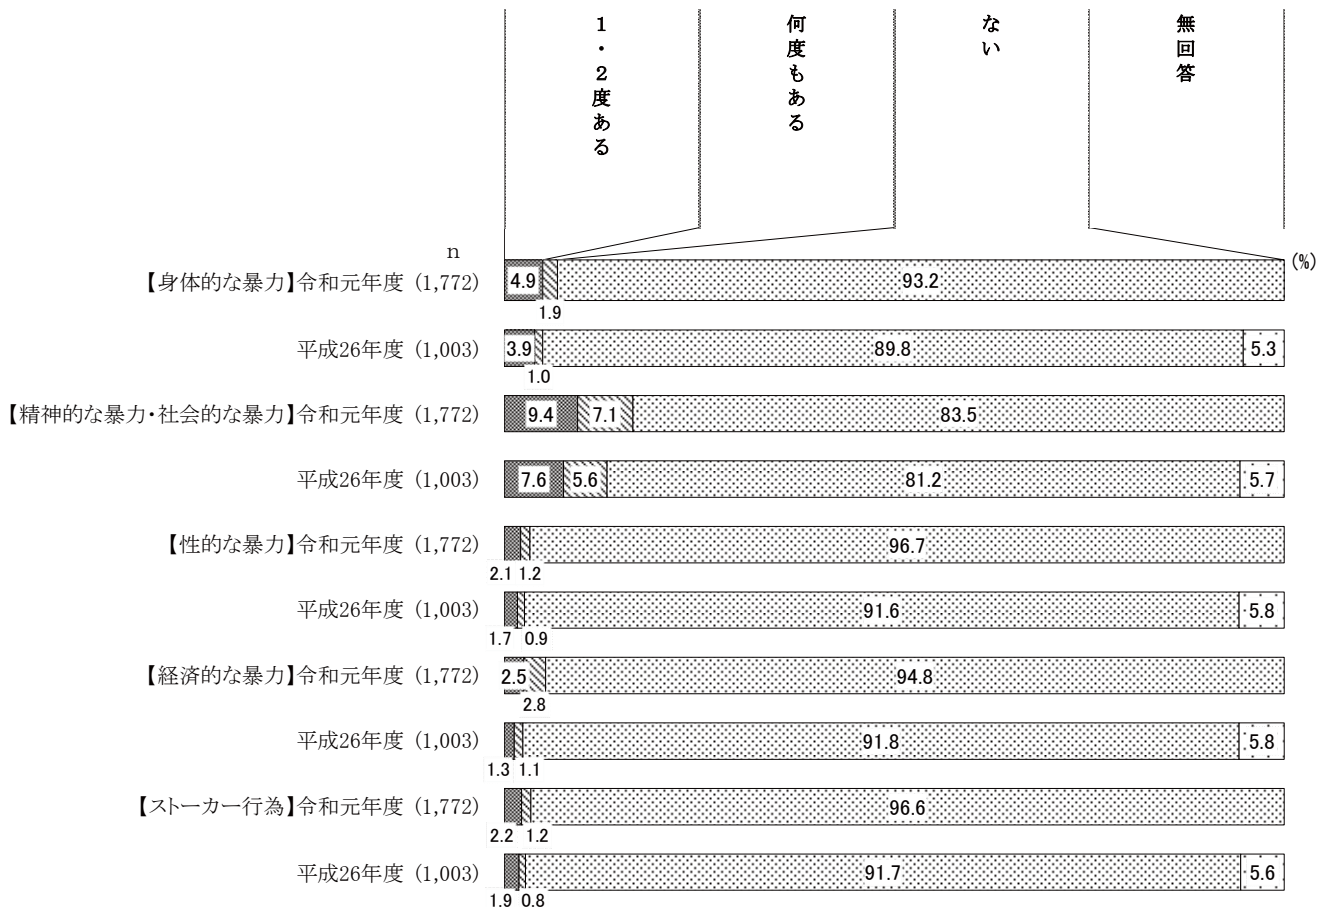 1・2度ある
何度もある
ない
無回答
n
(%)
【身体的な暴力】令和元年度 (1,772) 4.9 93.2
1.9
平成26年度 (1,003) 3.9 89.8 5.3
1.0
【精神的な暴力・社会的な暴力】令和元年度 (1,772) 9.4 7.1 83.5
平成26年度 (1,003) 7.6 5.6 81.2 5.7
【性的な暴力】令和元年度 (1,772) 96.7
2.1 1.2
平成26年度 (1,003) 91.6 5.8
1.7 0.9
【経済的な暴力】令和元年度 (1,772) 2.5 94.8
2.8
平成26年度 (1,003) 91.8 5.8
1.3 1.1
【ストーカー行為】令和元年度 (1,772) 96.6
2.2 1.2
平成26年度 (1,003) 91.7 5.6
1.9 0.8